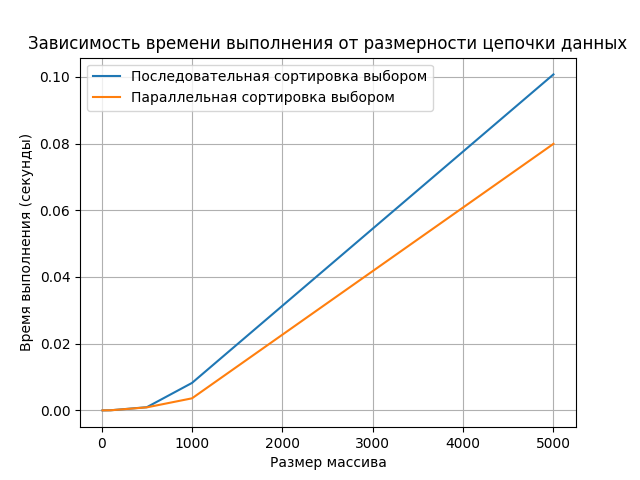 Зависимость времени выполнения от размерности цепочки данных
Последовательная сортировка выбором
Параллельная сортировка выбором
Время выполнения (секунды)
0.10
0.08
0.06
0.04
0.02
0.00
0 1000 2000 3000 4000 5000
Размер массива